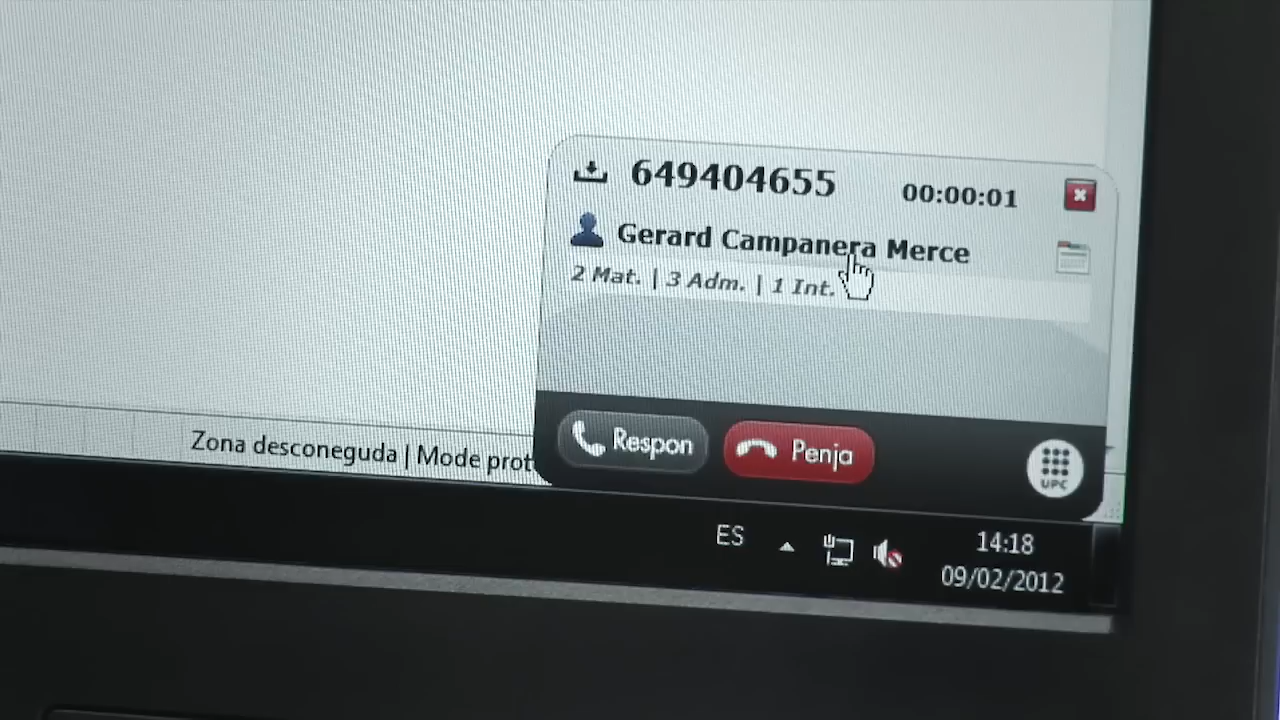 649404655 00:00:01
Gerard Campanera Merce
2 Mat. | 3 Adm. | 1 Int.
Respon Penja UPC
Zona desconeguda | Mode prot
ES 14:18
09/02/2012